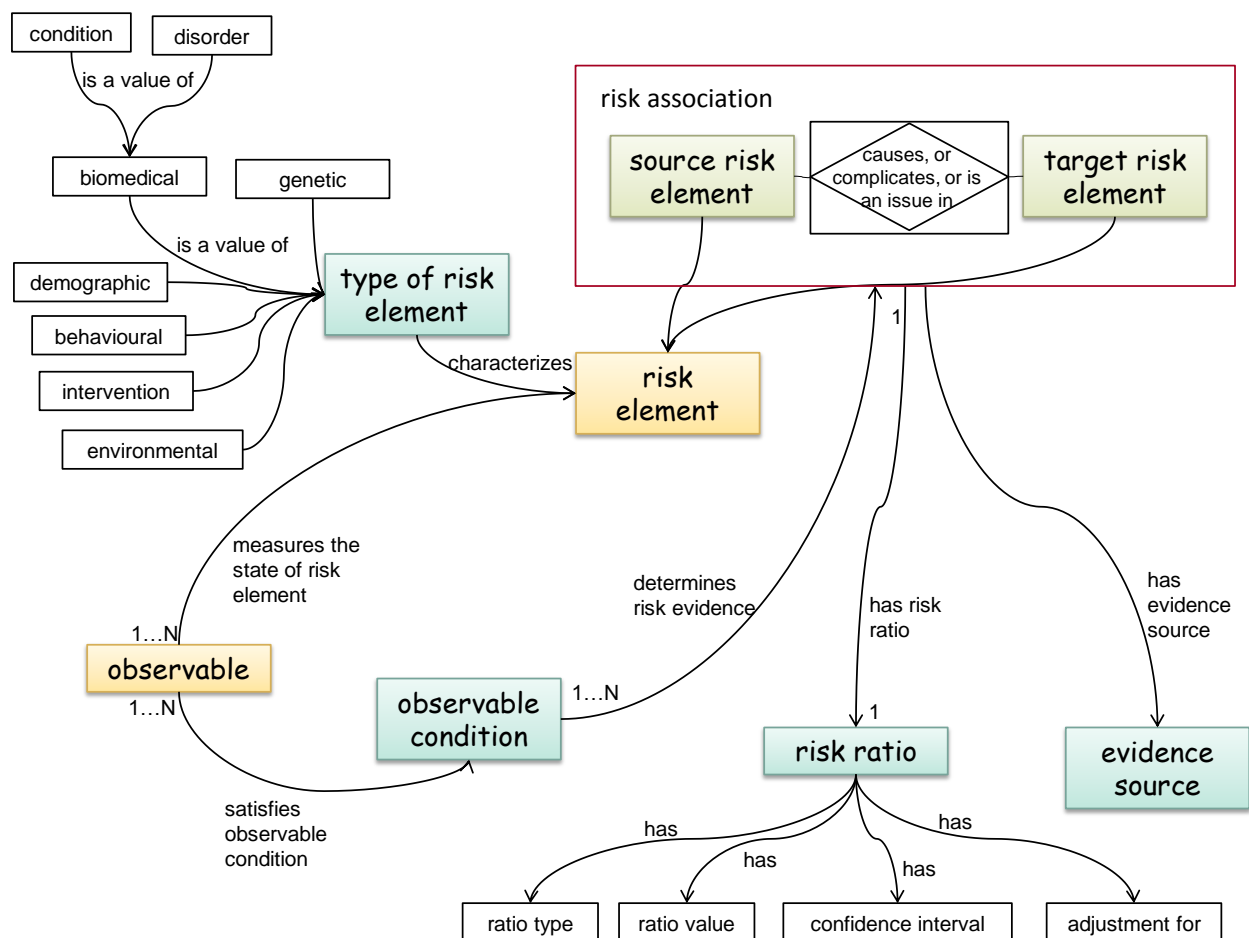 condition
disorder
is a value of
biomedical
genetic
is a value of
demographic
behavioural
intervention
environmental
type of risk
element
characterizes
risk association
source risk
element
causes, or
complicates, or is
an issue in
target risk
element
1
risk
element
measures the
state of risk
element
1...N
observable
1...N
satisfies
observable
condition
observable
condition
1...N
determines
risk evidence
has risk
ratio
1
risk ratio
has
evidence
source
evidence
source
has
has
has
has
ratio type
ratio value
confidence interval
adjustment for